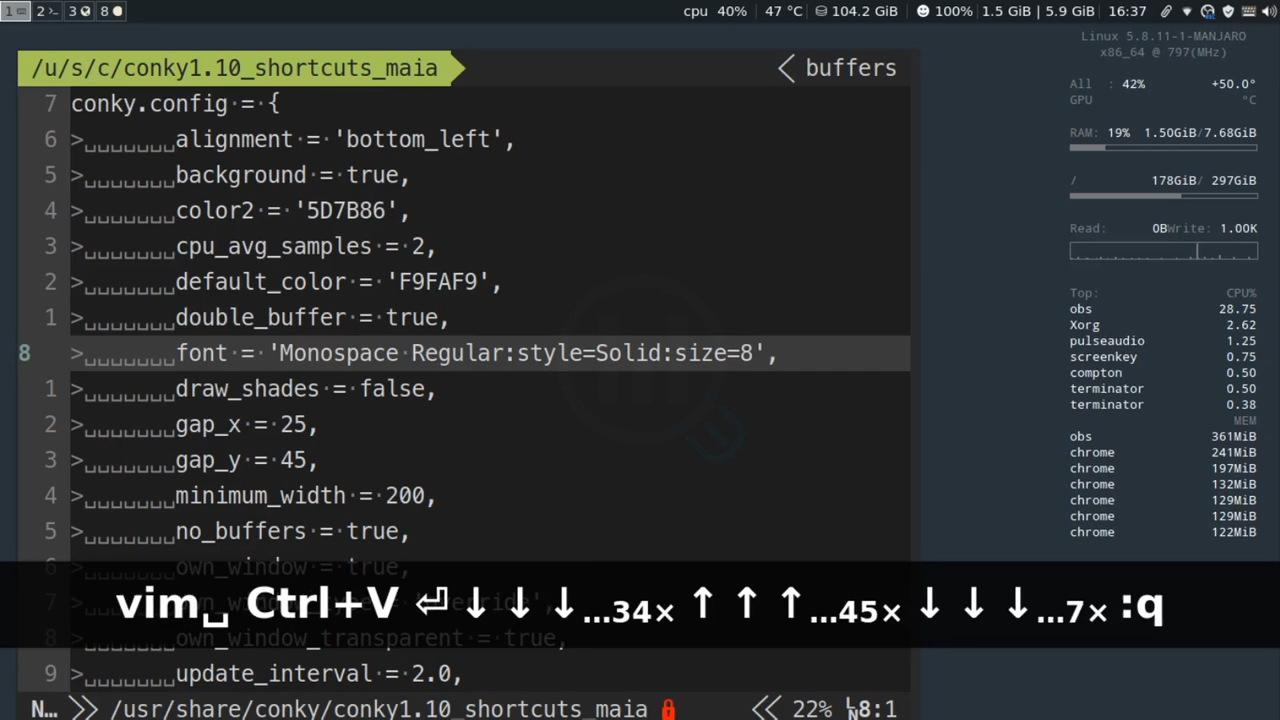 1 2 3 8 cpu 40% 47 °C 104.2 GiB 100% 1.5 GiB | 5.9 GiB 16:37
/u/s/c/conky1.10_shortcuts_maia buffers
7 conky.config·=·{
6 >␣␣␣␣␣␣␣alignment·=·'bottom_left',
5 >␣␣␣␣␣␣␣background·=·true,
4 >␣␣␣␣␣␣␣color2·=·'5D7B86',
3 >␣␣␣␣␣␣␣cpu_avg_samples·=·2,
2 >␣␣␣␣␣␣␣default_color·=·'F9FAF9',
1 >␣␣␣␣␣␣␣double_buffer·=·true,
8 >␣␣␣␣␣␣␣font·=·'Monospace·Regular:style=Solid:size=8',
1 >␣␣␣␣␣␣␣draw_shades·=·false,
2 >␣␣␣␣␣␣␣gap_x·=·25,
3 >␣␣␣␣␣␣␣gap_y·=·45,
4 >␣␣␣␣␣␣␣minimum_width·=·200,
5 >␣␣␣␣␣␣␣no_buffers·=·true,
6 >␣␣␣␣␣␣␣own_window·=·true,
7 >␣␣␣␣␣␣␣own_window_type·=·'override',
8 >␣␣␣␣␣␣␣own_window_transparent·=·true,
9 >␣␣␣␣␣␣␣update_interval·=·2.0,
vim␣ Ctrl+V ⏎ ↓ ↓ ↓…34× ↑ ↑ ↑…45× ↓ ↓ ↓…7× :q
N… /usr/share/conky/conky1.10_shortcuts_maia 22% ㏑8:1
Linux 5.8.11-1-MANJARO
x86_64 @ 797(MHz)
All : 42% +50.0°
GPU °C
RAM: 19% 1.50GiB/7.68GiB
/ 178GiB/ 297GiB
Read: 0BWrite: 1.00K
Top: CPU%
obs 28.75
Xorg 2.62
pulseaudio 1.25
screenkey 0.75
compton 0.50
terminator 0.50
terminator 0.38
MEM
obs 361MiB
chrome 241MiB
chrome 197MiB
chrome 132MiB
chrome 129MiB
chrome 129MiB
chrome 122MiB